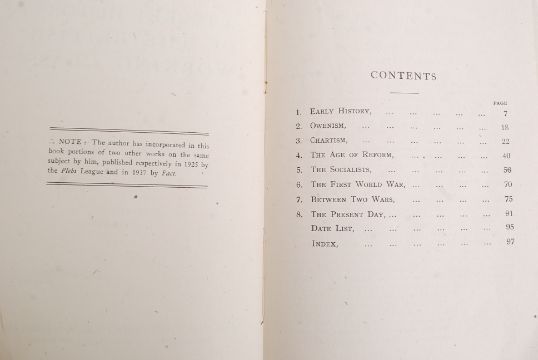 ∴ NOTE: The author has incorporated in this
book portions of two other works on the same
subject by him, published respectively in 1925 by
the Plebs League and in 1937 by Fact.
CONTENTS
PAGE
1. Early History, ... ... ... ... ... 7
2. Owenism, ... ... ... ... ... ... 18
3. Chartism, ... ... ... ... ... 22
4. The Age of Reform, ... ... ... ... 40
5. The Socialists, ... ... ... ... ... 56
6. The First World War, ... ... ... ... 70
7. Between Two Wars, ... ... ... ... 75
8. The Present Day, ... ... ... ... ... 91
Date List, ... ... ... ... ... ... 95
Index, ... ... ... ... ... ... 97